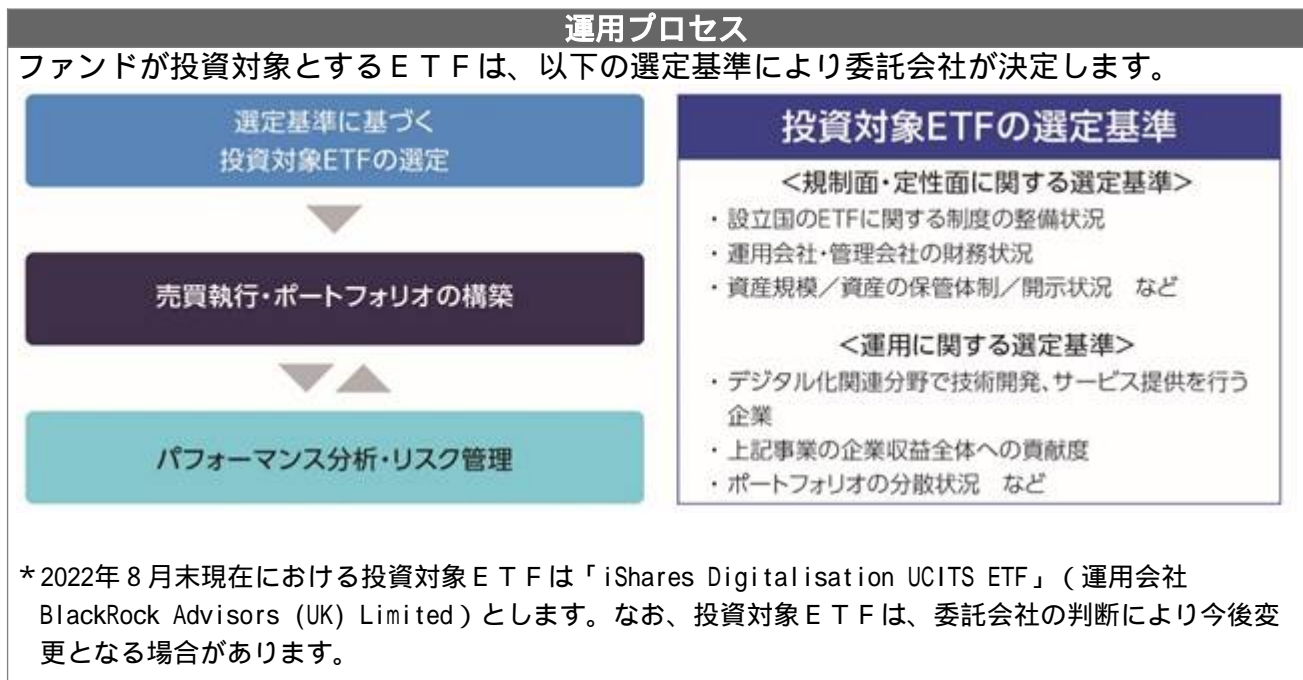 運用プロセス
ファンドが投資対象とするＥＴＦは、以下の選定基準により委託会社が決定します。
選定基準に基づく
投資対象ETFの選定
売買執行・ポートフォリオの構築
パフォーマンス分析・リスク管理
投資対象ETFの選定基準
＜規制面・定性面に関する選定基準＞
・設立国のETFに関する制度の整備状況
・運用会社・管理会社の財務状況
・資産規模／資産の保管体制／開示状況　など
＜運用に関する選定基準＞
・デジタル化関連分野で技術開発、サービス提供を行う
企業
・上記事業の企業収益全体への貢献度
・ポートフォリオの分散状況　など
*2022年８月末現在における投資対象ＥＴＦは「iShares Digitalisation UCITS ETF」（運用会社
BlackRock Advisors (UK) Limited）とします。なお、投資対象ＥＴＦは、委託会社の判断により今後変
更となる場合があります。